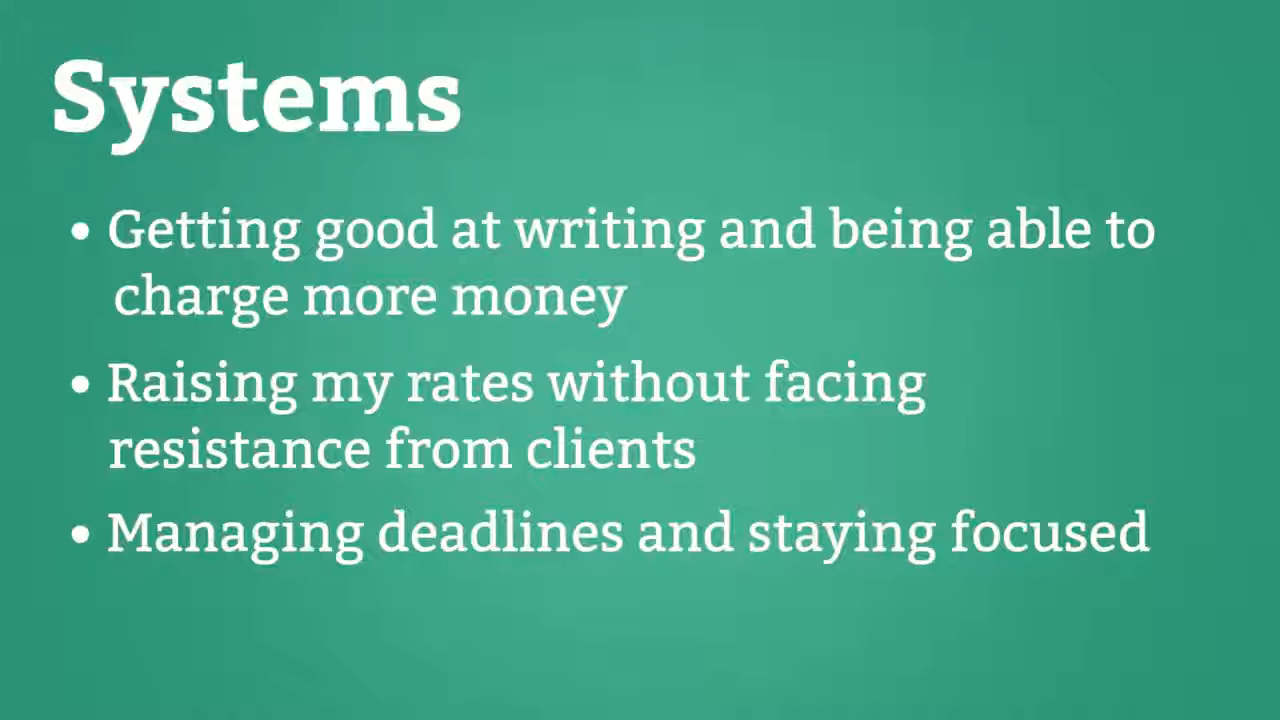 Systems
• Getting good at writing and being able to
charge more money
• Raising my rates without facing
resistance from clients
• Managing deadlines and staying focused